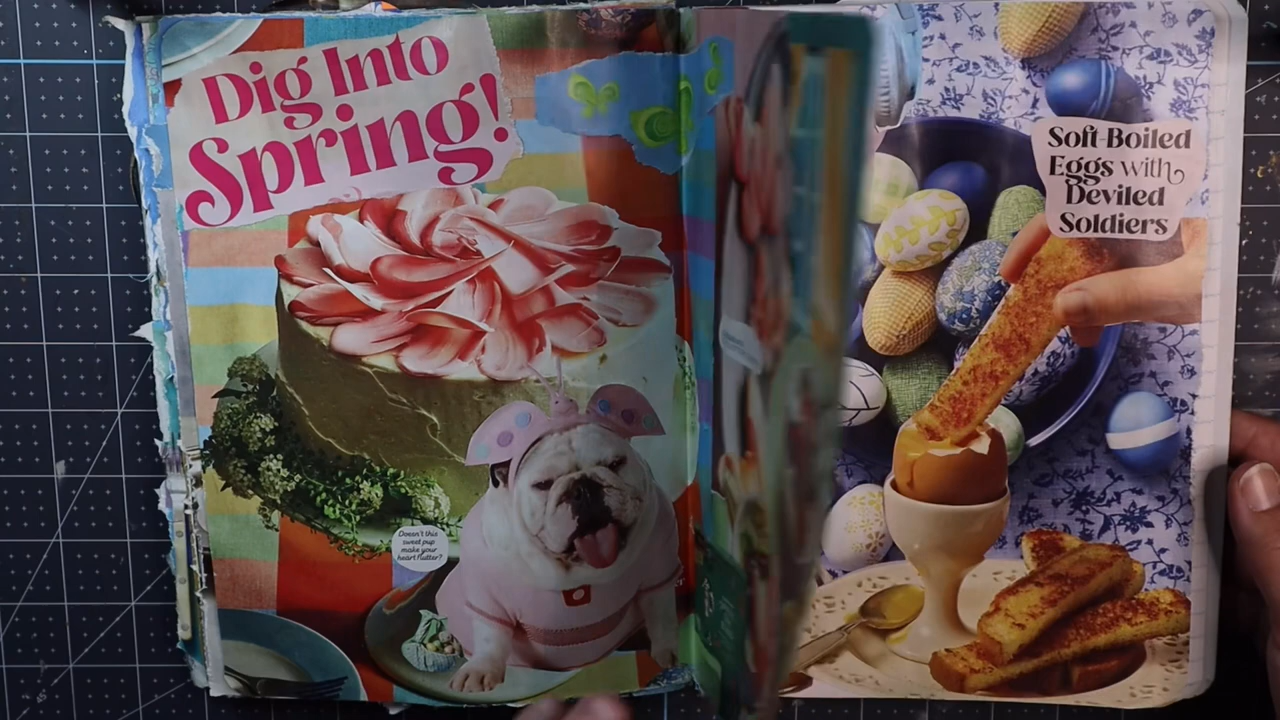 Dig Into
Spring!
Doesn't this
sweet pup
make your
heart flutter?
Soft-Boiled
Eggs with
Deviled
Soldiers